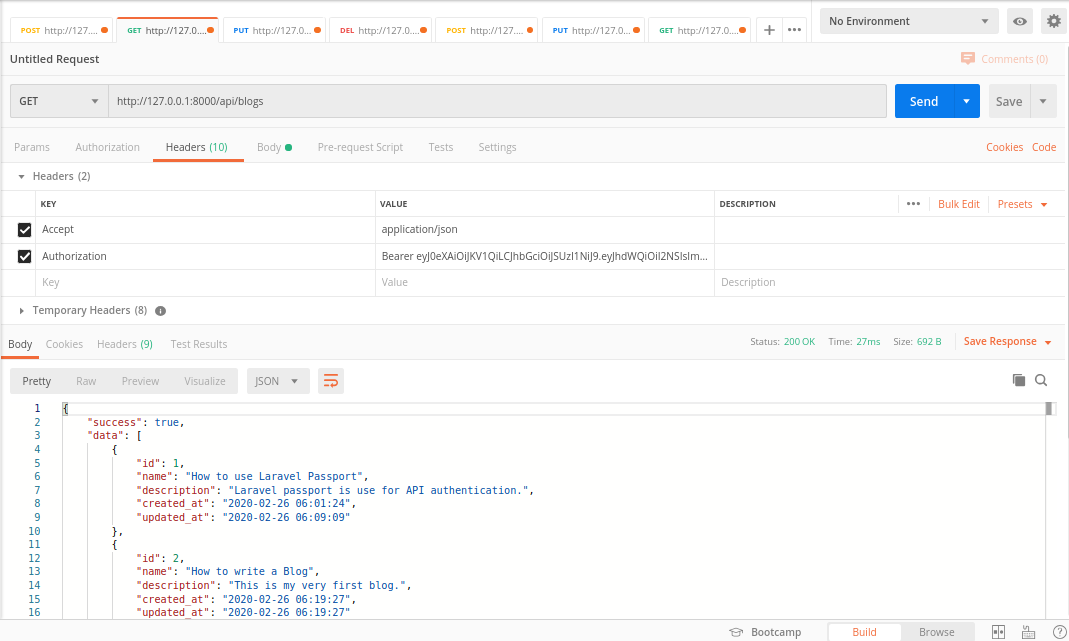 POST http://127.... GET http://127.0.... PUT http://127.0... DEL http://127.0.... POST http://127.... PUT http://127.0... GET http://127.0.... + ••• No Environment
Untitled Request Comments (0)
GET http://127.0.0.1:8000/api/blogs Send Save
Params Authorization Headers (10) Body Pre-request Script Tests Settings Cookies Code
Headers (2)
KEY VALUE DESCRIPTION ••• Bulk Edit Presets
Accept application/json
Authorization Bearer eyJ0eXAiOiJKV1QiLCJhbGciOiJSUzI1NiJ9.eyJhdWQiOiI2NSIsIm...
Key Value Description
Temporary Headers (8)
Body Cookies Headers (9) Test Results Status: 200 OK Time: 27ms Size: 692 B Save Response
Pretty Raw Preview Visualize JSON
1 {
2 "success": true,
3 "data": [
4 {
5 "id": 1,
6 "name": "How to use Laravel Passport",
7 "description": "Laravel passport is use for API authentication.",
8 "created_at": "2020-02-26 06:01:24",
9 "updated_at": "2020-02-26 06:09:09"
10 },
11 {
12 "id": 2,
13 "name": "How to write a Blog",
14 "description": "This is my very first blog.",
15 "created_at": "2020-02-26 06:19:27",
16 "updated_at": "2020-02-26 06:19:27"
Bootcamp Build Browse